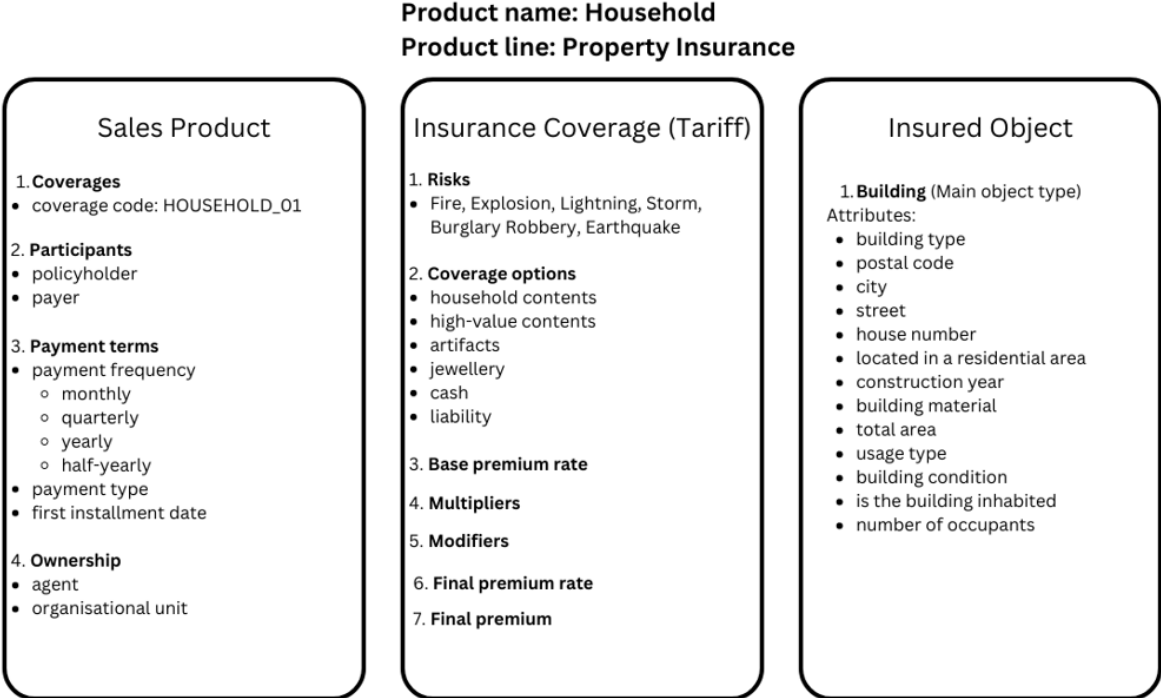 Product name: Household
Product line: Property Insurance
Sales Product
1. Coverages
• coverage code: HOUSEHOLD_01
2. Participants
• policyholder
• payer
3. Payment terms
• payment frequency
◦ monthly
◦ quarterly
◦ yearly
◦ half-yearly
• payment type
• first installment date
4. Ownership
• agent
• organisational unit
Insurance Coverage (Tariff)
1. Risks
• Fire, Explosion, Lightning, Storm,
Burglary Robbery, Earthquake
2. Coverage options
• household contents
• high-value contents
• artifacts
• jewellery
• cash
• liability
3. Base premium rate
4. Multipliers
5. Modifiers
6. Final premium rate
7. Final premium
Insured Object
1. Building (Main object type)
Attributes:
• building type
• postal code
• city
• street
• house number
• located in a residential area
• construction year
• building material
• total area
• usage type
• building condition
• is the building inhabited
• number of occupants